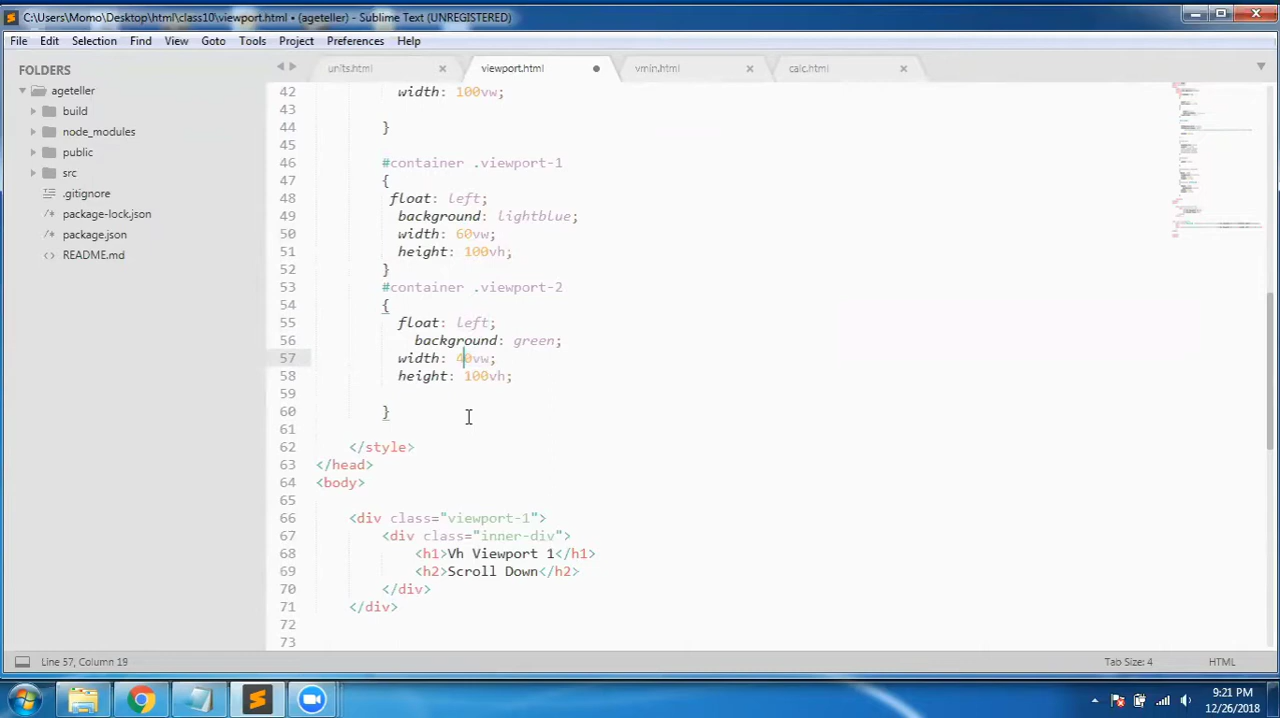 C:\Users\Momo\Desktop\html\class10\viewport.html • (ageteller) - Sublime Text (UNREGISTERED)
File Edit Selection Find View Goto Tools Project Preferences Help
FOLDERS
ageteller
build
node_modules
public
src
.gitignore
package-lock.json
package.json
README.md
units.html viewport.html vmin.html calc.html
42 width: 100vw;
43
44 }
45
46 #container .viewport-1
47 {
48 float: left;
49 background: lightblue;
50 width: 60vw;
51 height: 100vh;
52 }
53 #container .viewport-2
54 {
55 float: left;
56 background: green;
57 width: 40vw;
58 height: 100vh;
59
60 }
61
62 </style>
63 </head>
64 <body>
65
66 <div class="viewport-1">
67 <div class="inner-div">
68 <h1>Vh Viewport 1</h1>
69 <h2>Scroll Down</h2>
70 </div>
71 </div>
72
73
Line 57, Column 19 Tab Size: 4 HTML
9:21 PM
12/26/2018